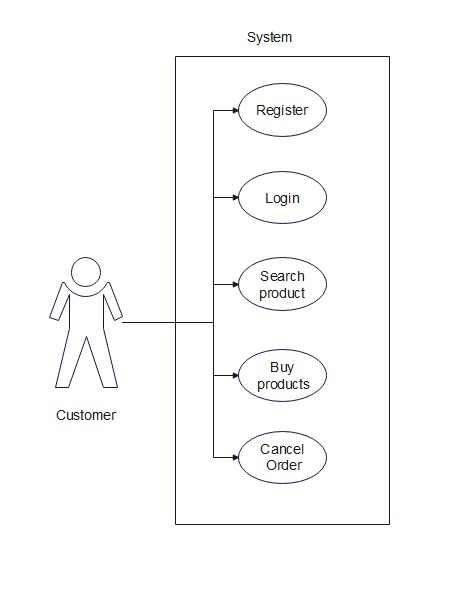 System
Register
Login
Search
product
Buy
products
Cancel
Order
Customer